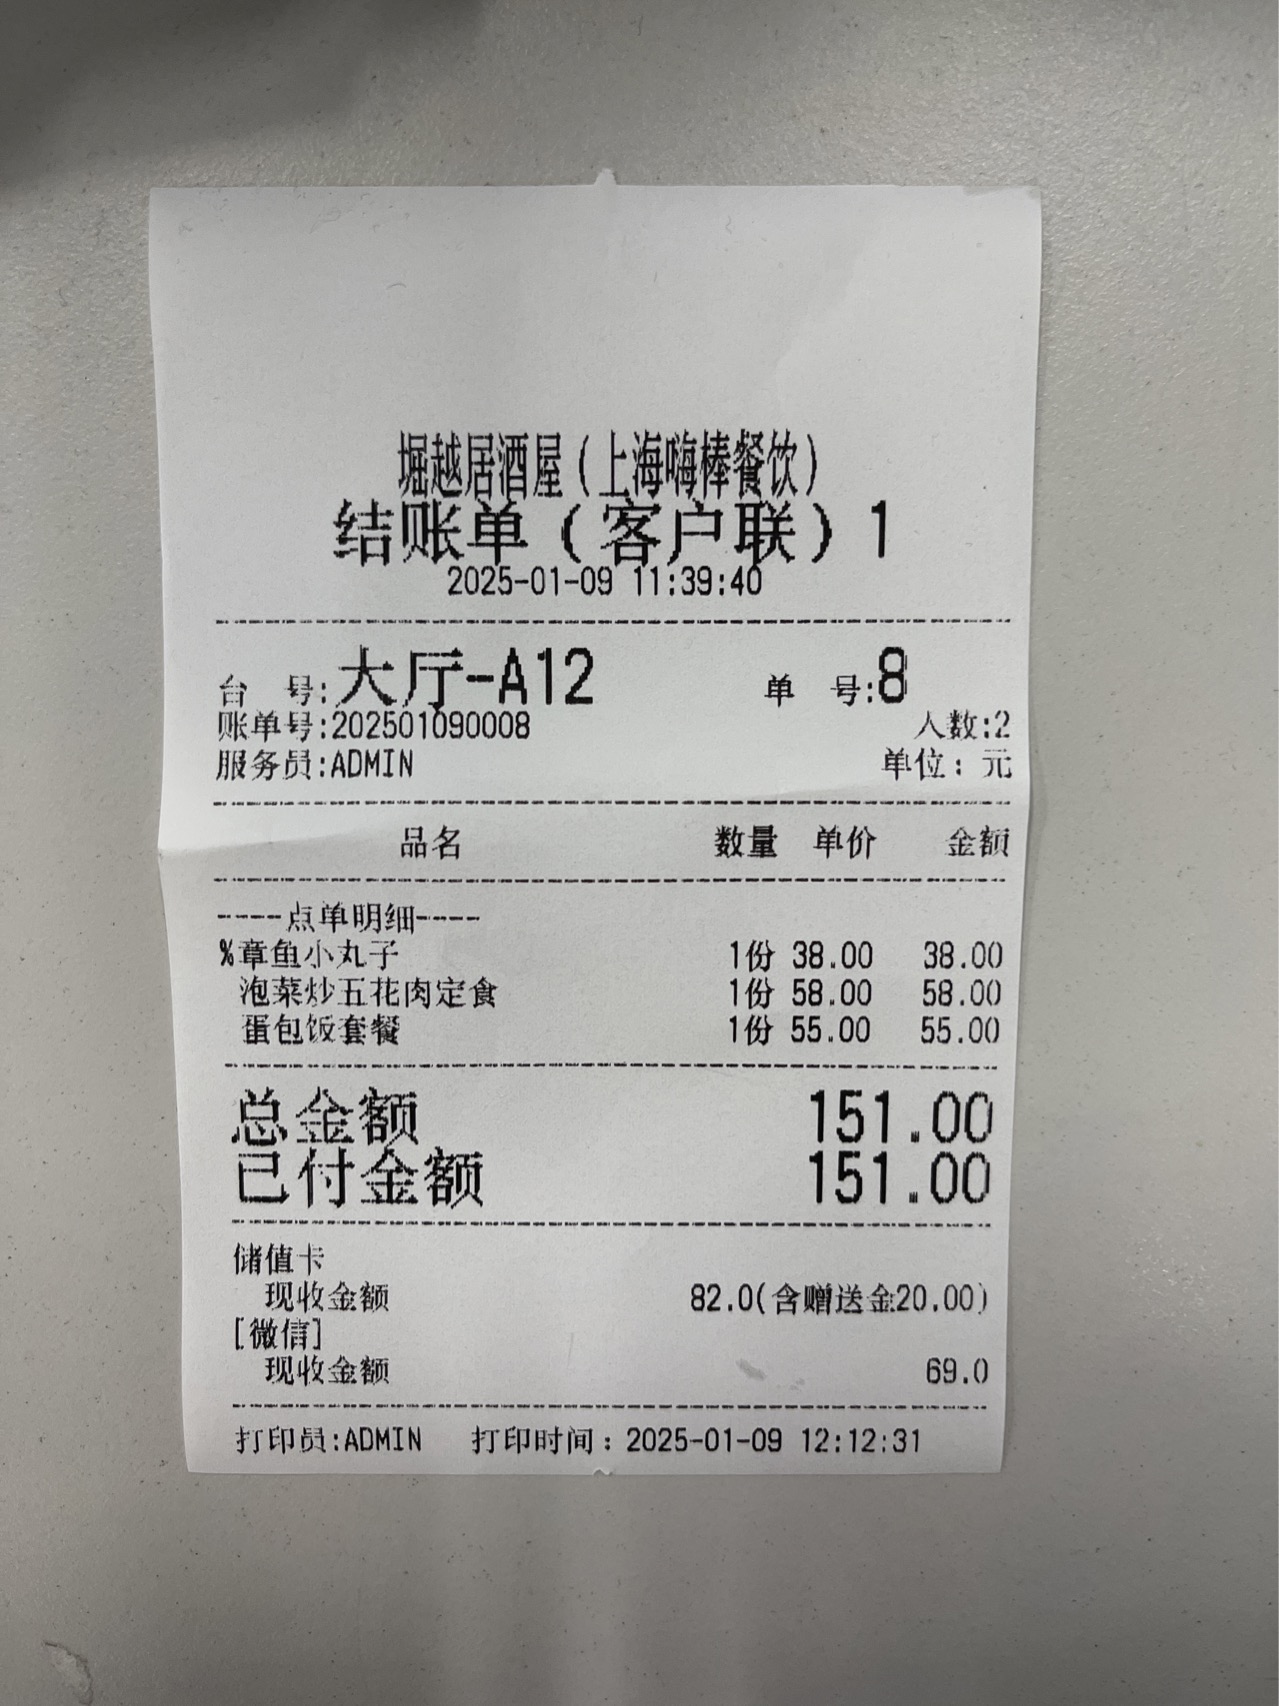 堀越居酒屋（上海嗨棒餐饮）
结账单（客户联）1
2025-01-09 11:39:40
台 号:大厅-A12 单 号:8
账单号:202501090008 人数:2
服务员:ADMIN 单位：元
品名 数量 单价 金额
----点单明细----
%章鱼小丸子 1份 38.00 38.00
泡菜炒五花肉定食 1份 58.00 58.00
蛋包饭套餐 1份 55.00 55.00
总金额 151.00
已付金额 151.00
储值卡
现收金额 82.0(含赠送金20.00)
[微信]
现收金额 69.0
打印员:ADMIN 打印时间：2025-01-09 12:12:31